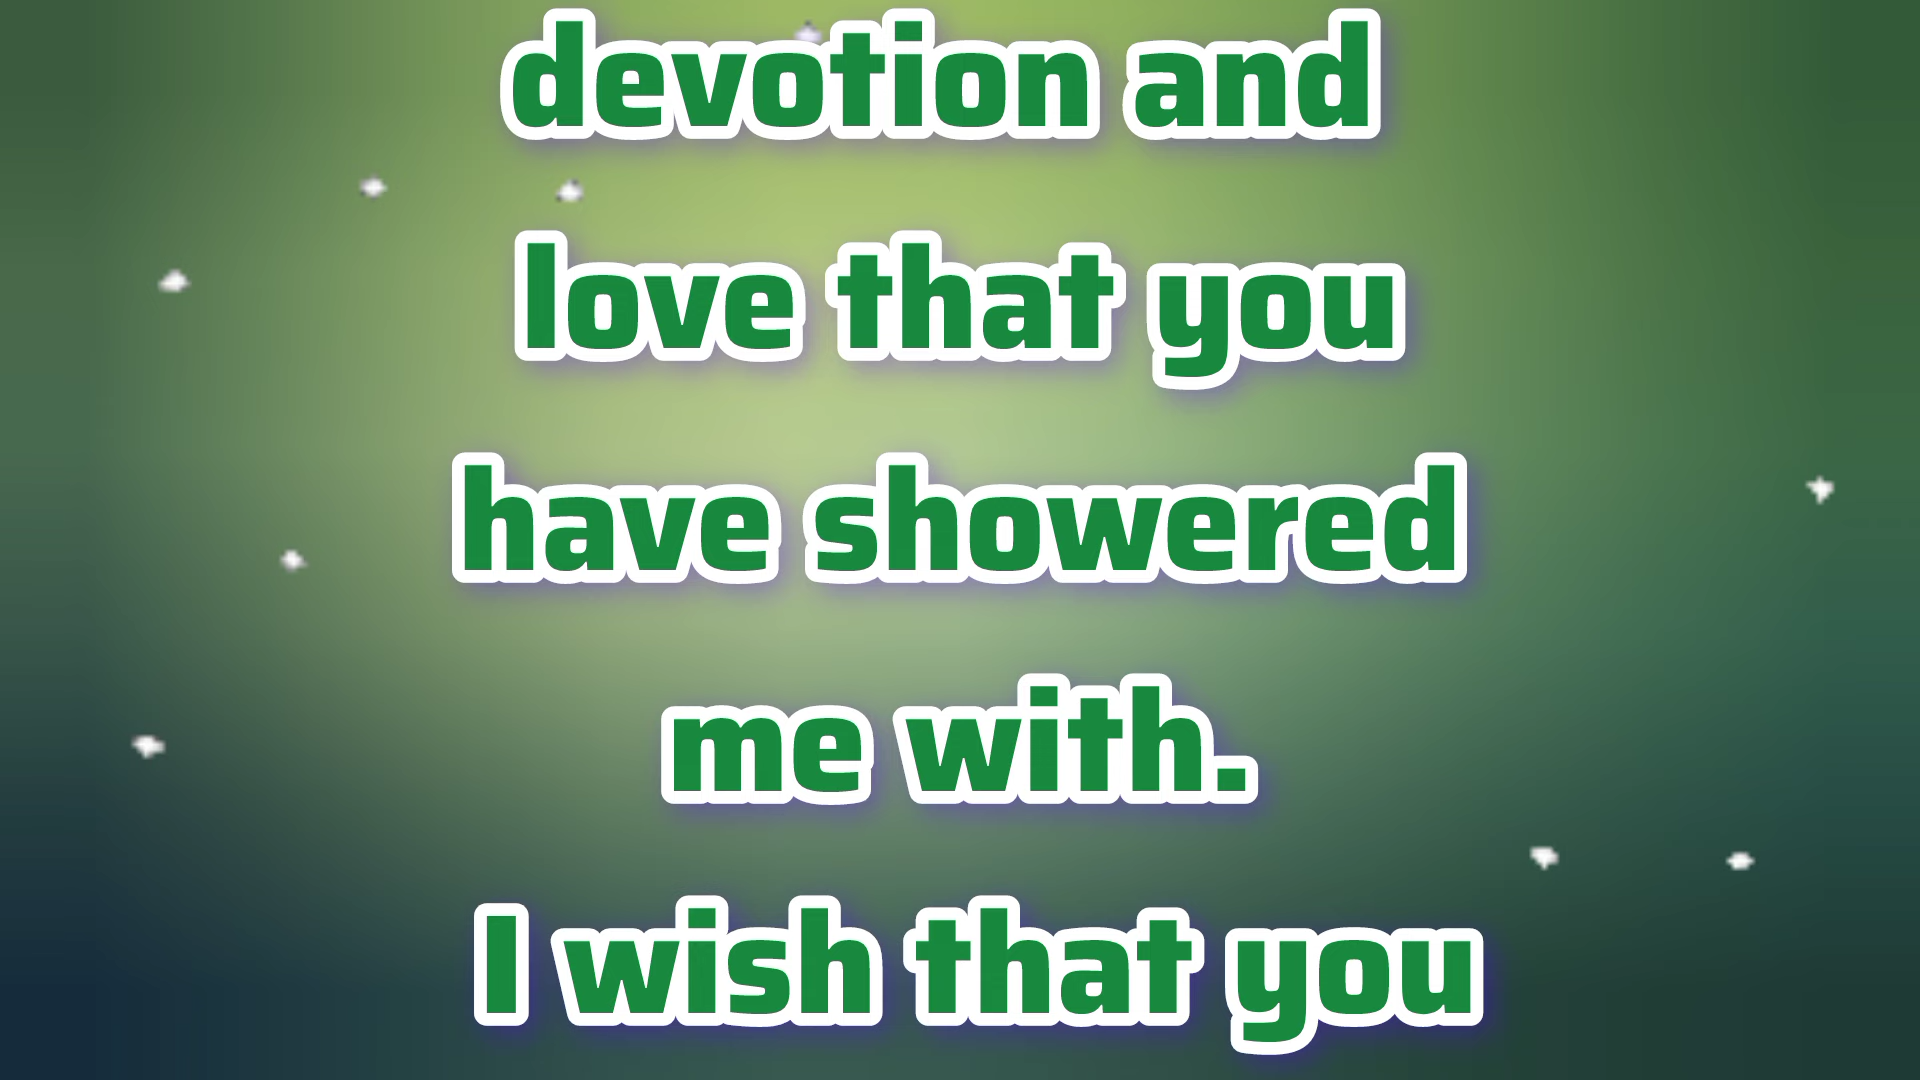 devotion and
love that you
have showered
me with.
I wish that you